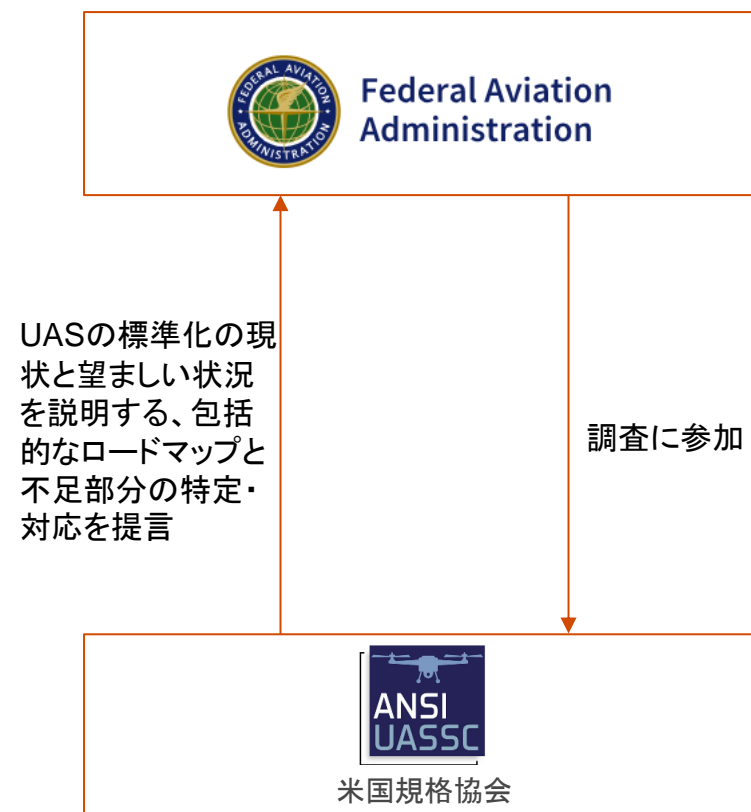 FEDERAL AVIATION
ADMINISTRATION
Federal Aviation
Administration
UASの標準化の現
状と望ましい状況
を説明する、包括
的なロードマップと
不足部分の特定・
対応を提言
調査に参加
ANSI
UASSC
米国規格協会